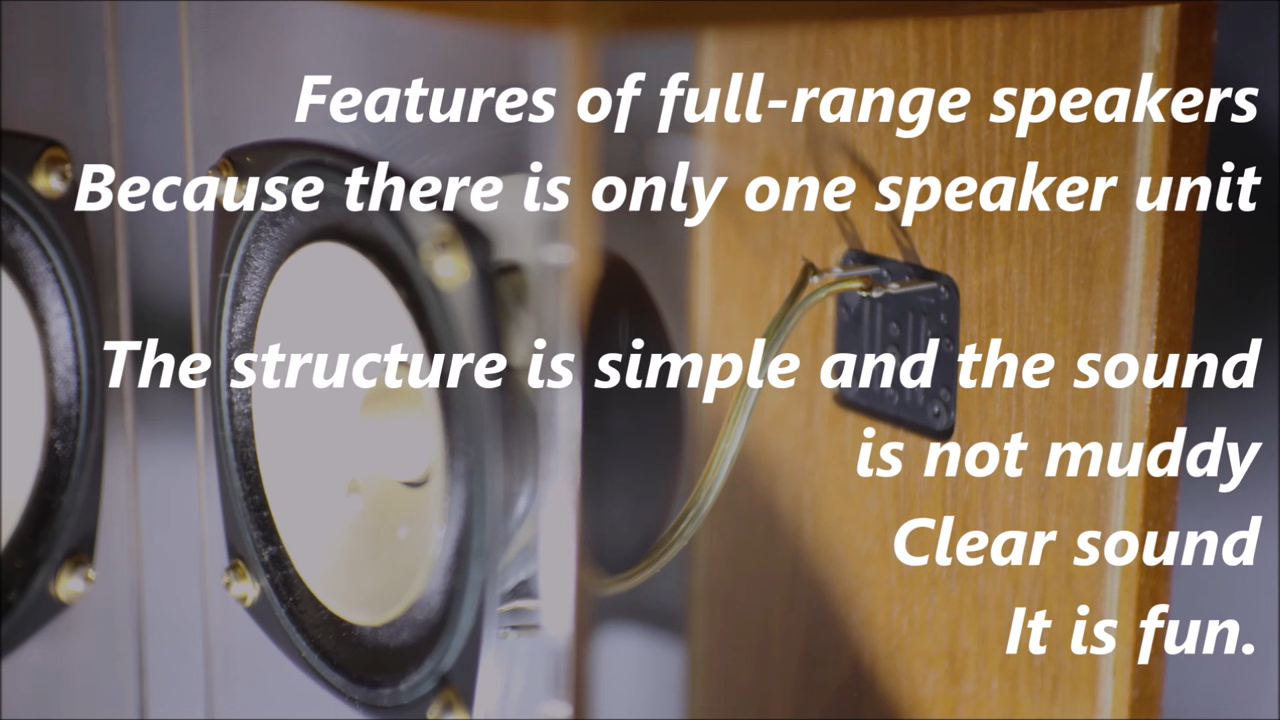 Features of full-range speakers
Because there is only one speaker unit
The structure is simple and the sound
is not muddy
Clear sound
It is fun.